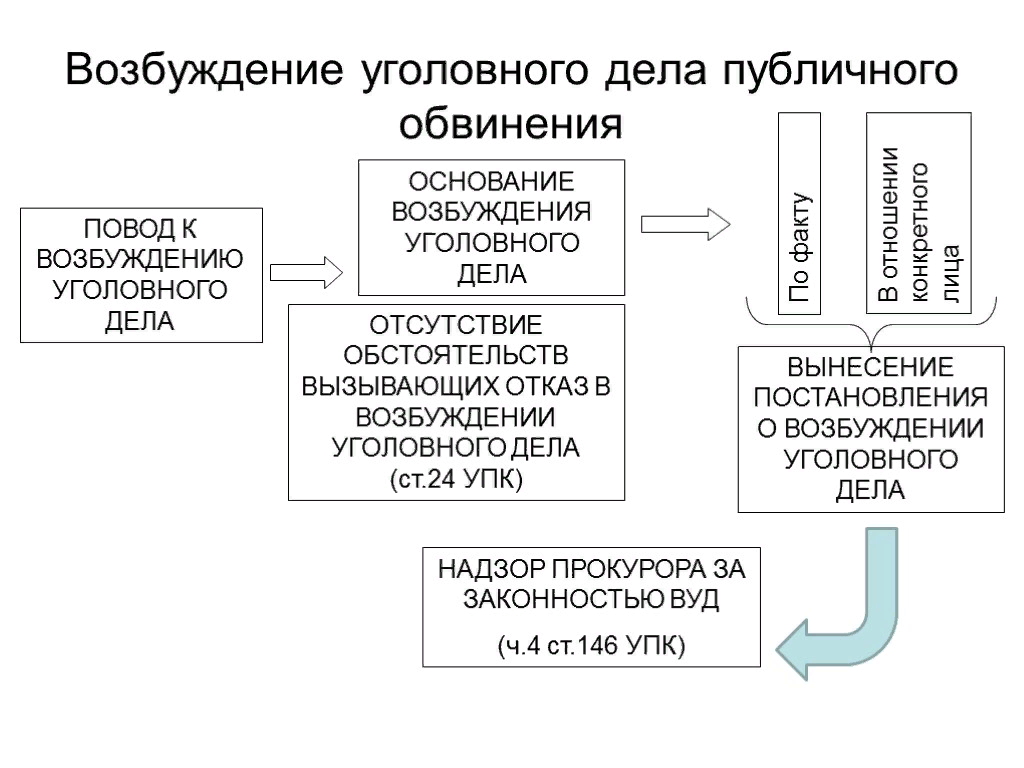 Возбуждение уголовного дела публичного
обвинения
ПОВОД К
ВОЗБУЖДЕНИЮ
УГОЛОВНОГО
ДЕЛА
ОСНОВАНИЕ
ВОЗБУЖДЕНИЯ
УГОЛОВНОГО
ДЕЛА
ОТСУТСТВИЕ
ОБСТОЯТЕЛЬСТВ
ВЫЗЫВАЮЩИХ ОТКАЗ В
ВОЗБУЖДЕНИИ
УГОЛОВНОГО ДЕЛА
(ст.24 УПК)
По факту
В отношении
конкретного
лица
ВЫНЕСЕНИЕ
ПОСТАНОВЛЕНИЯ
О ВОЗБУЖДЕНИИ
УГОЛОВНОГО
ДЕЛА
НАДЗОР ПРОКУРОРА ЗА
ЗАКОННОСТЬЮ ВУД
(ч.4 ст.146 УПК)